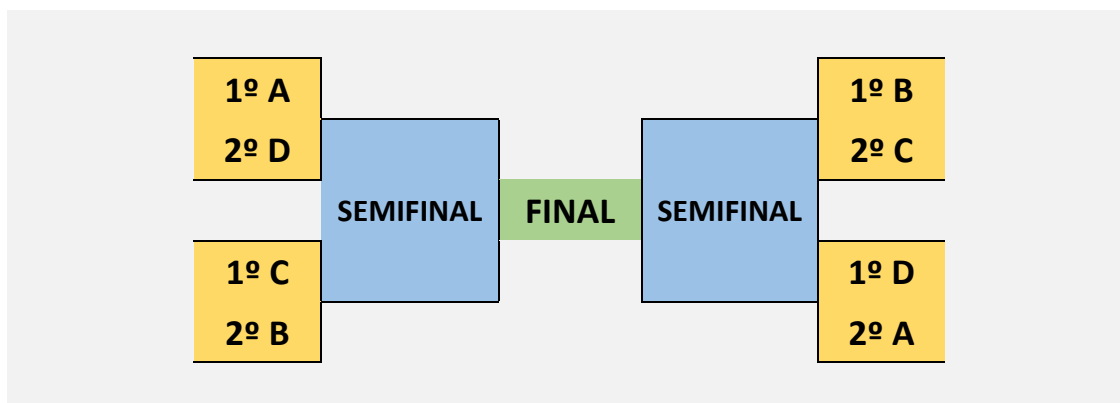 1º A
2º D
1º C
2º B
SEMIFINAL
FINAL
SEMIFINAL
1º B
2º C
1º D
2º A